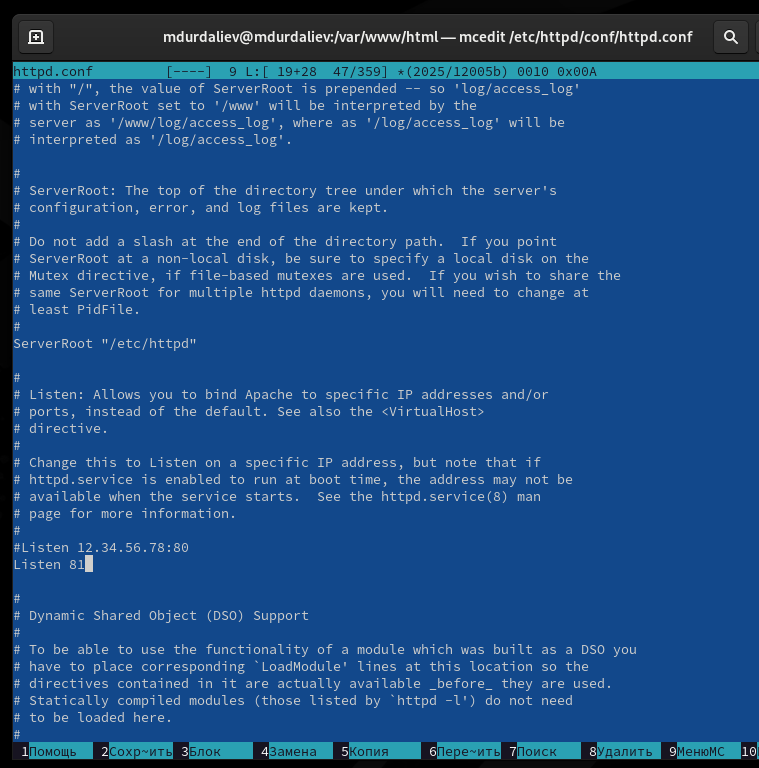 mdurdaliev@mdurdaliev:/var/www/html — mcedit /etc/httpd/conf/httpd.conf
httpd.conf         [----]  9 L:[ 19+28  47/359] *(2025/12005b) 0010 0x00A
# with "/", the value of ServerRoot is prepended -- so 'log/access_log'
# with ServerRoot set to '/www' will be interpreted by the
# server as '/www/log/access_log', where as '/log/access_log' will be
# interpreted as '/log/access_log'.
#
# ServerRoot: The top of the directory tree under which the server's
# configuration, error, and log files are kept.
#
# Do not add a slash at the end of the directory path.  If you point
# ServerRoot at a non-local disk, be sure to specify a local disk on the
# Mutex directive, if file-based mutexes are used.  If you wish to share the
# same ServerRoot for multiple httpd daemons, you will need to change at
# least PidFile.
#
ServerRoot "/etc/httpd"
#
# Listen: Allows you to bind Apache to specific IP addresses and/or
# ports, instead of the default. See also the <VirtualHost>
# directive.
#
# Change this to Listen on a specific IP address, but note that if
# httpd.service is enabled to run at boot time, the address may not be
# available when the service starts.  See the httpd.service(8) man
# page for more information.
#
#Listen 12.34.56.78:80
Listen 81
#
# Dynamic Shared Object (DSO) Support
#
# To be able to use the functionality of a module which was built as a DSO you
# have to place corresponding `LoadModule' lines at this location so the
# directives contained in it are actually available _before_ they are used.
# Statically compiled modules (those listed by `httpd -l') do not need
# to be loaded here.
#
1Помощь 2Сохр~ить 3Блок 4Замена 5Копия 6Пере~ить 7Поиск 8Удалить 9МенюMC 10